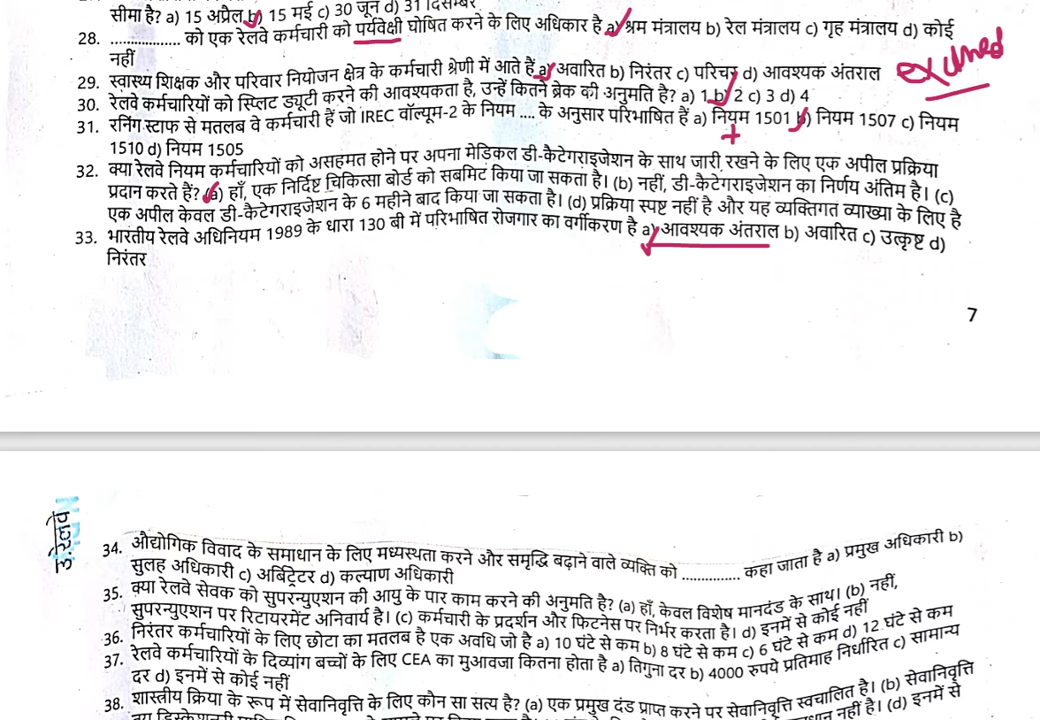 सीमा है? a) 15 अप्रैल b) 15 मई c) 30 जून d) 31 दिसम्बर
28. ................. को एक रेलवे कर्मचारी को पर्यवेक्षी घोषित करने के लिए अधिकार है a) श्रम मंत्रालय b) रेल मंत्रालय c) गृह मंत्रालय d) कोई
नहीं
29. स्वास्थ्य शिक्षक और परिवार नियोजन क्षेत्र के कर्मचारी श्रेणी में आते हैं a) अवारित b) निरंतर c) परिचर d) आवश्यक अंतराल
30. रेलवे कर्मचारियों को स्प्लिट ड्यूटी करने की आवश्यकता है, उन्हें कितने ब्रेक की अनुमति है? a) 1 b) 2 c) 3 d) 4
31. रनिंग स्टाफ से मतलब वे कर्मचारी हैं जो IREC वॉल्यूम-2 के नियम .... के अनुसार परिभाषित हैं a) नियम 1501 b) नियम 1507 c) नियम
1510 d) नियम 1505
32. क्या रेलवे नियम कर्मचारियों को असहमत होने पर अपना मेडिकल डी-कैटेगराइजेशन के साथ जारी रखने के लिए एक अपील प्रक्रिया
प्रदान करते हैं? (a) हाँ, एक निर्दिष्ट चिकित्सा बोर्ड को सबमिट किया जा सकता है। (b) नहीं, डी-कैटेगराइजेशन का निर्णय अंतिम है। (c)
एक अपील केवल डी-कैटेगराइजेशन के 6 महीने बाद किया जा सकता है। (d) प्रक्रिया स्पष्ट नहीं है और यह व्यक्तिगत व्याख्या के लिए है
33. भारतीय रेलवे अधिनियम 1989 के धारा 130 बी में परिभाषित रोजगार का वर्गीकरण है a) आवश्यक अंतराल b) अवारित c) उत्कृष्ट d)
निरंतर
7
उ.रेलवे
34. औद्योगिक विवाद के समाधान के लिए मध्यस्थता करने और समृद्धि बढ़ाने वाले व्यक्ति को .............. कहा जाता है a) प्रमुख अधिकारी b)
सुलह अधिकारी c) अर्बिट्रेटर d) कल्याण अधिकारी
35. क्या रेलवे सेवक को सुपरन्युएशन की आयु के पार काम करने की अनुमति है? (a) हाँ, केवल विशेष मानदंड के साथ। (b) नहीं,
सुपरन्युएशन पर रिटायरमेंट अनिवार्य है। (c) कर्मचारी के प्रदर्शन और फिटनेस पर निर्भर करता है। d) इनमें से कोई नहीं
36. निरंतर कर्मचारियों के लिए छोटा का मतलब है एक अवधि जो है a) 10 घंटे से कम b) 8 घंटे से कम c) 6 घंटे से कम d) 12 घंटे से कम
37. रेलवे कर्मचारियों के दिव्यांग बच्चों के लिए CEA का मुआवजा कितना होता है a) तिगुना दर b) 4000 रुपये प्रतिमाह निर्धारित c) सामान्य
दर d) इनमें से कोई नहीं
38. शास्त्रीय क्रिया के रूप में सेवानिवृत्ति के लिए कौन सा सत्य है? (a) एक प्रमुख दंड प्राप्त करने पर सेवानिवृत्ति स्वचालित है। (b) सेवानिवृत्ति
नहीं है। (d) इनमें से